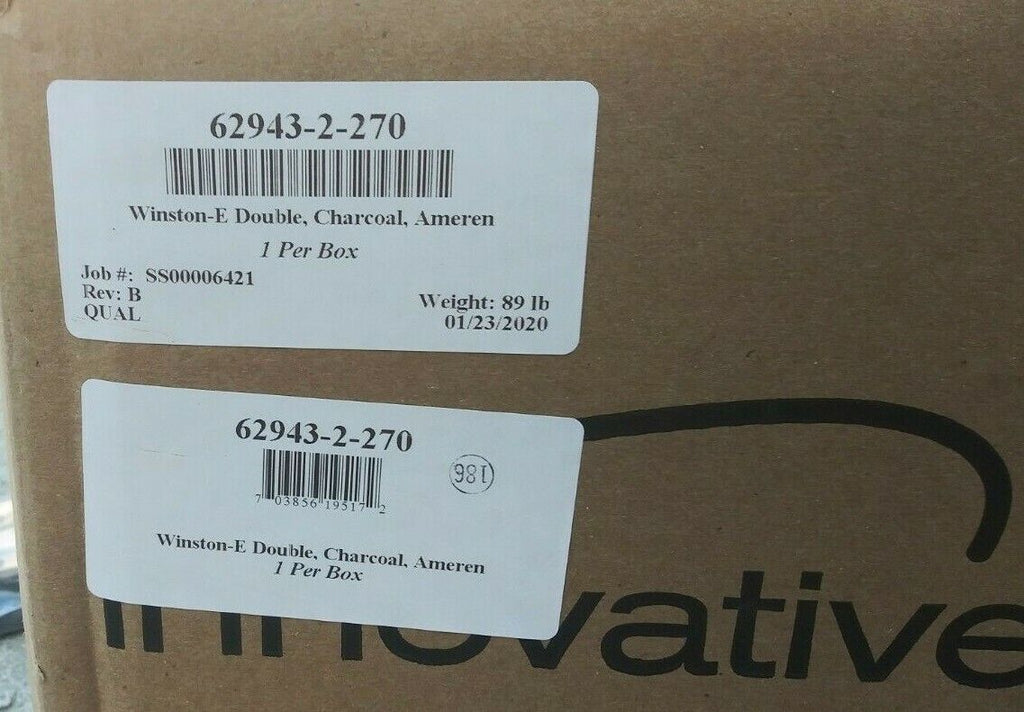 62943-2-270
Winston-E Double, Charcoal, Ameren
1 Per Box
Job #: SS00006421
Rev: B
QUAL
Weight: 89 lb
01/23/2020
62943-2-270
7 03856 19517 2
186
Winston-E Double, Charcoal, Ameren
1 Per Box
innovative